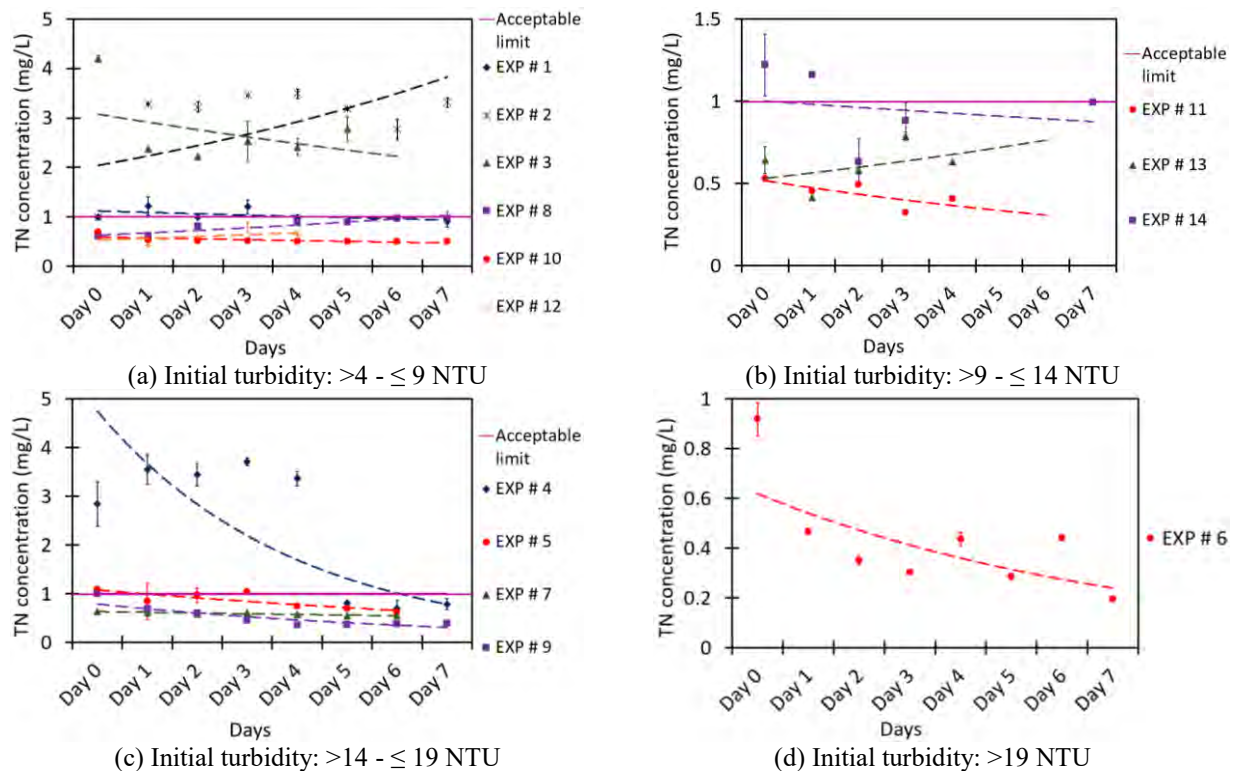 TN concentration (mg/L)
5
4
3
2
1
0
Day 0
Day 1
Day 2
Day 3
Day 4
Day 5
Day 6
Day 7
Days
Acceptable
limit
EXP # 1
EXP # 2
EXP # 3
EXP # 8
EXP # 10
EXP # 12
(a) Initial turbidity: >4 - ≤ 9 NTU
TN concentration (mg/L)
1.5
1
0.5
0
Day 0
Day 1
Day 2
Day 3
Day 4
Day 5
Day 6
Day 7
Days
Acceptable
limit
EXP # 11
EXP # 13
EXP # 14
(b) Initial turbidity: >9 - ≤ 14 NTU
TN concentration (mg/L)
5
4
3
2
1
0
Day 0
Day 1
Day 2
Day 3
Day 4
Day 5
Day 6
Day 7
Days
Acceptable
limit
EXP # 4
EXP # 5
EXP # 7
EXP # 9
(c) Initial turbidity: >14 - ≤ 19 NTU
TN concentration (mg/L)
1
0.8
0.6
0.4
0.2
0
Day 0
Day 1
Day 2
Day 3
Day 4
Day 5
Day 6
Day 7
Days
EXP # 6
(d) Initial turbidity: >19 NTU